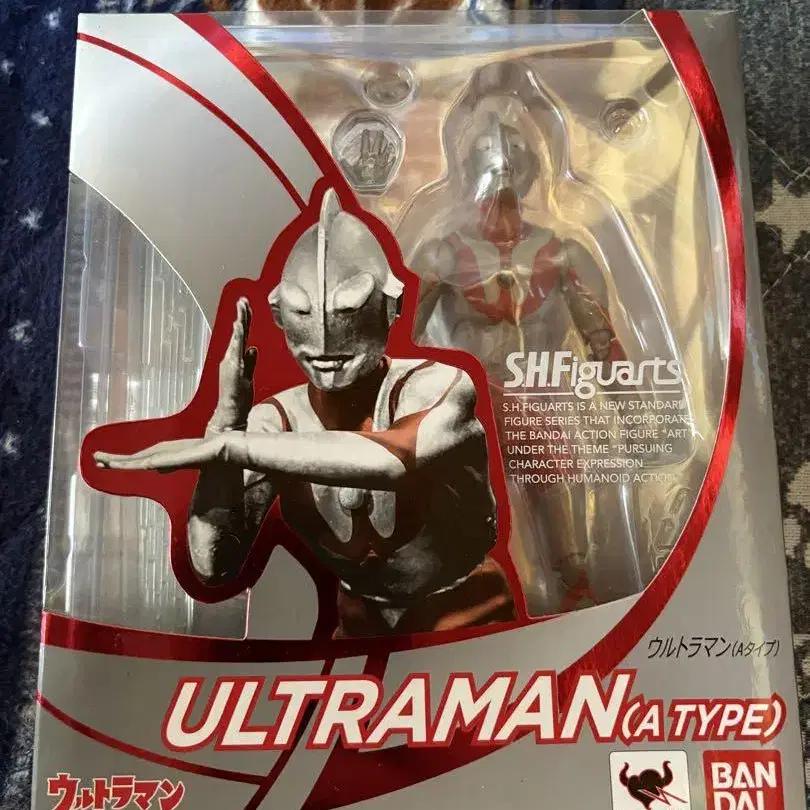 S.H.Figuarts
S.H.FIGUARTS IS A NEW STANDARD
FIGURE SERIES THAT INCORPORATE
THE BANDAI ACTION FIGURE "ART"
UNDER THE THEME "PURSUING
CHARACTER EXPRESSION
THROUGH HUMANOID ACTION"
ウルトラマン(Aタイプ)
ULTRAMAN(A TYPE)
ウルトラマン
BAN
DAI